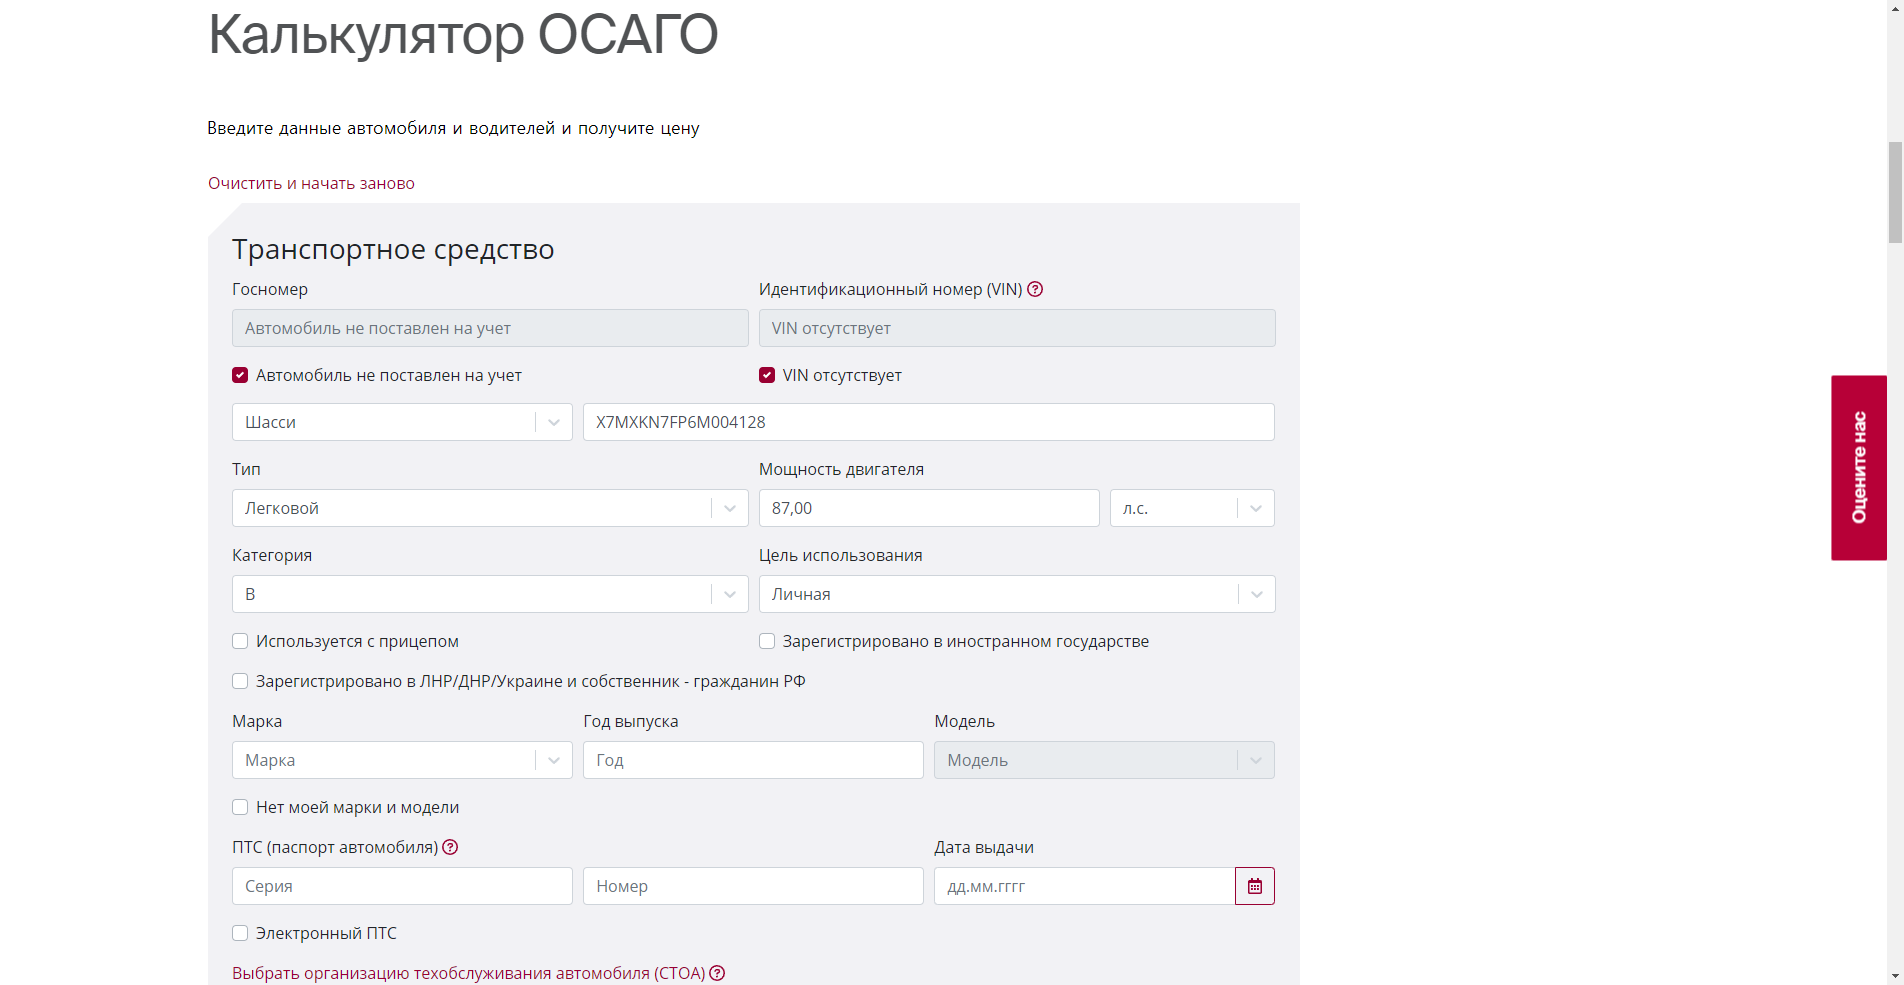 Калькулятор ОСАГО
Введите данные автомобиля и водителей и получите цену
Очистить и начать заново
Транспортное средство
Госномер
Идентификационный номер (VIN) ?
Автомобиль не поставлен на учет
VIN отсутствует
Автомобиль не поставлен на учет
VIN отсутствует
Шасси
X7MXKN7FP6M004128
Тип
Мощность двигателя
Легковой
87,00
л.с.
Категория
Цель использования
B
Личная
Используется с прицепом
Зарегистрировано в иностранном государстве
Зарегистрировано в ЛНР/ДНР/Украине и собственник - гражданин РФ
Марка
Год выпуска
Модель
Марка
Год
Модель
Нет моей марки и модели
ПТС (паспорт автомобиля) ?
Дата выдачи
Серия
Номер
дд.мм.гггг
Электронный ПТС
Выбрать организацию техобслуживания автомобиля (СТОА) ?
Оцените нас